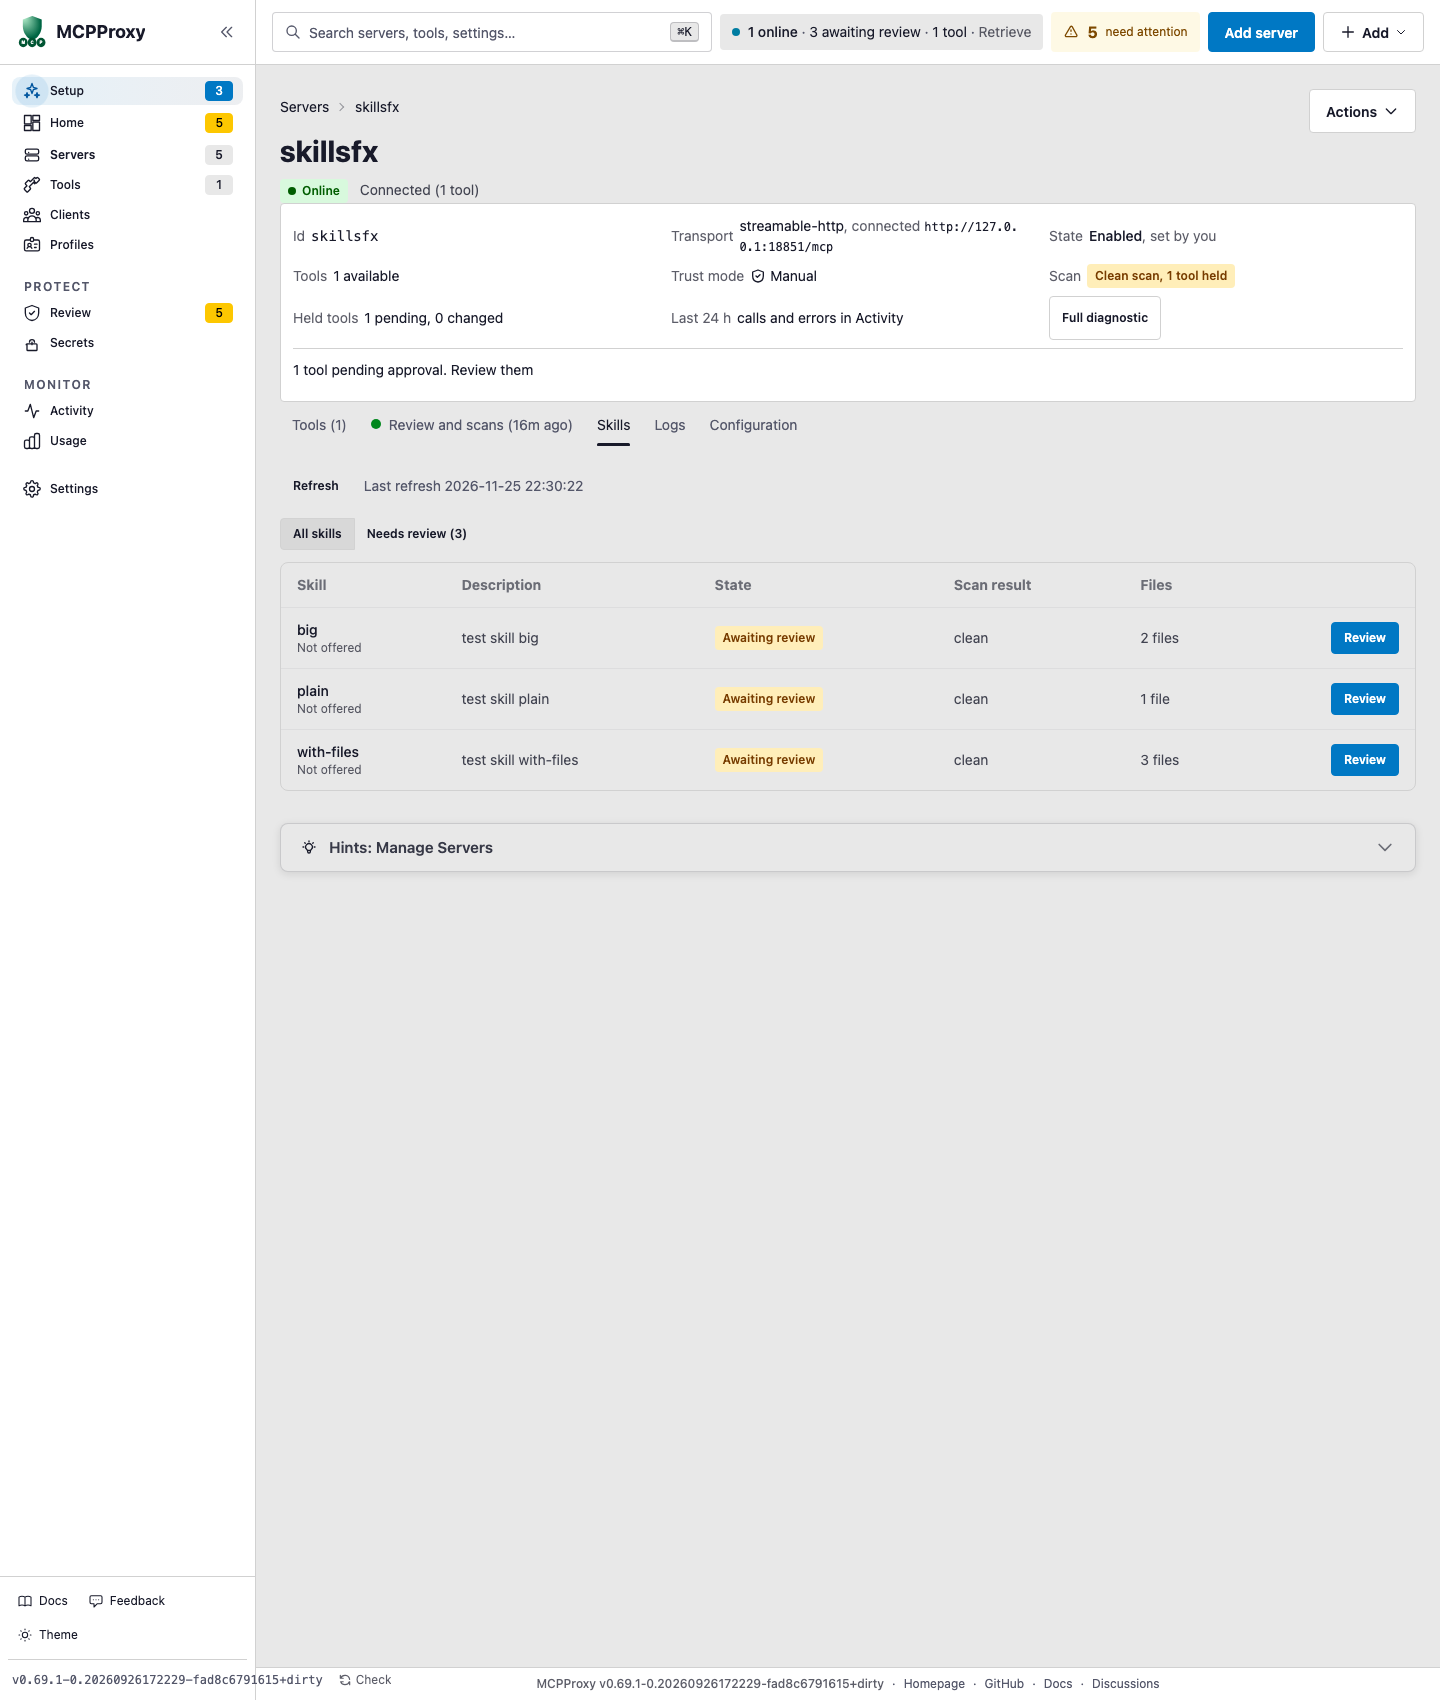 MCPProxy
Search servers, tools, settings... ⌘K
1 online · 3 awaiting review · 1 tool · Retrieve
5 need attention
Add server
Add
Setup 3
Home 5
Servers 5
Tools 1
Clients
Profiles
PROTECT
Review 5
Secrets
MONITOR
Activity
Usage
Settings
Servers > skillsfx
Actions
skillsfx
Online Connected (1 tool)
Id skillsfx
Transport streamable-http, connected http://127.0.
0.1:18851/mcp
State Enabled, set by you
Tools 1 available
Trust mode Manual
Scan Clean scan, 1 tool held
Held tools 1 pending, 0 changed
Last 24 h calls and errors in Activity
Full diagnostic
1 tool pending approval. Review them
Tools (1) Review and scans (16m ago) Skills Logs Configuration
Refresh Last refresh 2026-11-25 22:30:22
All skills Needs review (3)
Skill Description State Scan result Files
big
Not offered
test skill big Awaiting review clean 2 files Review
plain
Not offered
test skill plain Awaiting review clean 1 file Review
with-files
Not offered
test skill with-files Awaiting review clean 3 files Review
Hints: Manage Servers
Docs Feedback
Theme
v0.69.1-0.20260926172229-fad8c6791615+dirty Check
MCPProxy v0.69.1-0.20260926172229-fad8c6791615+dirty · Homepage · GitHub · Docs · Discussions